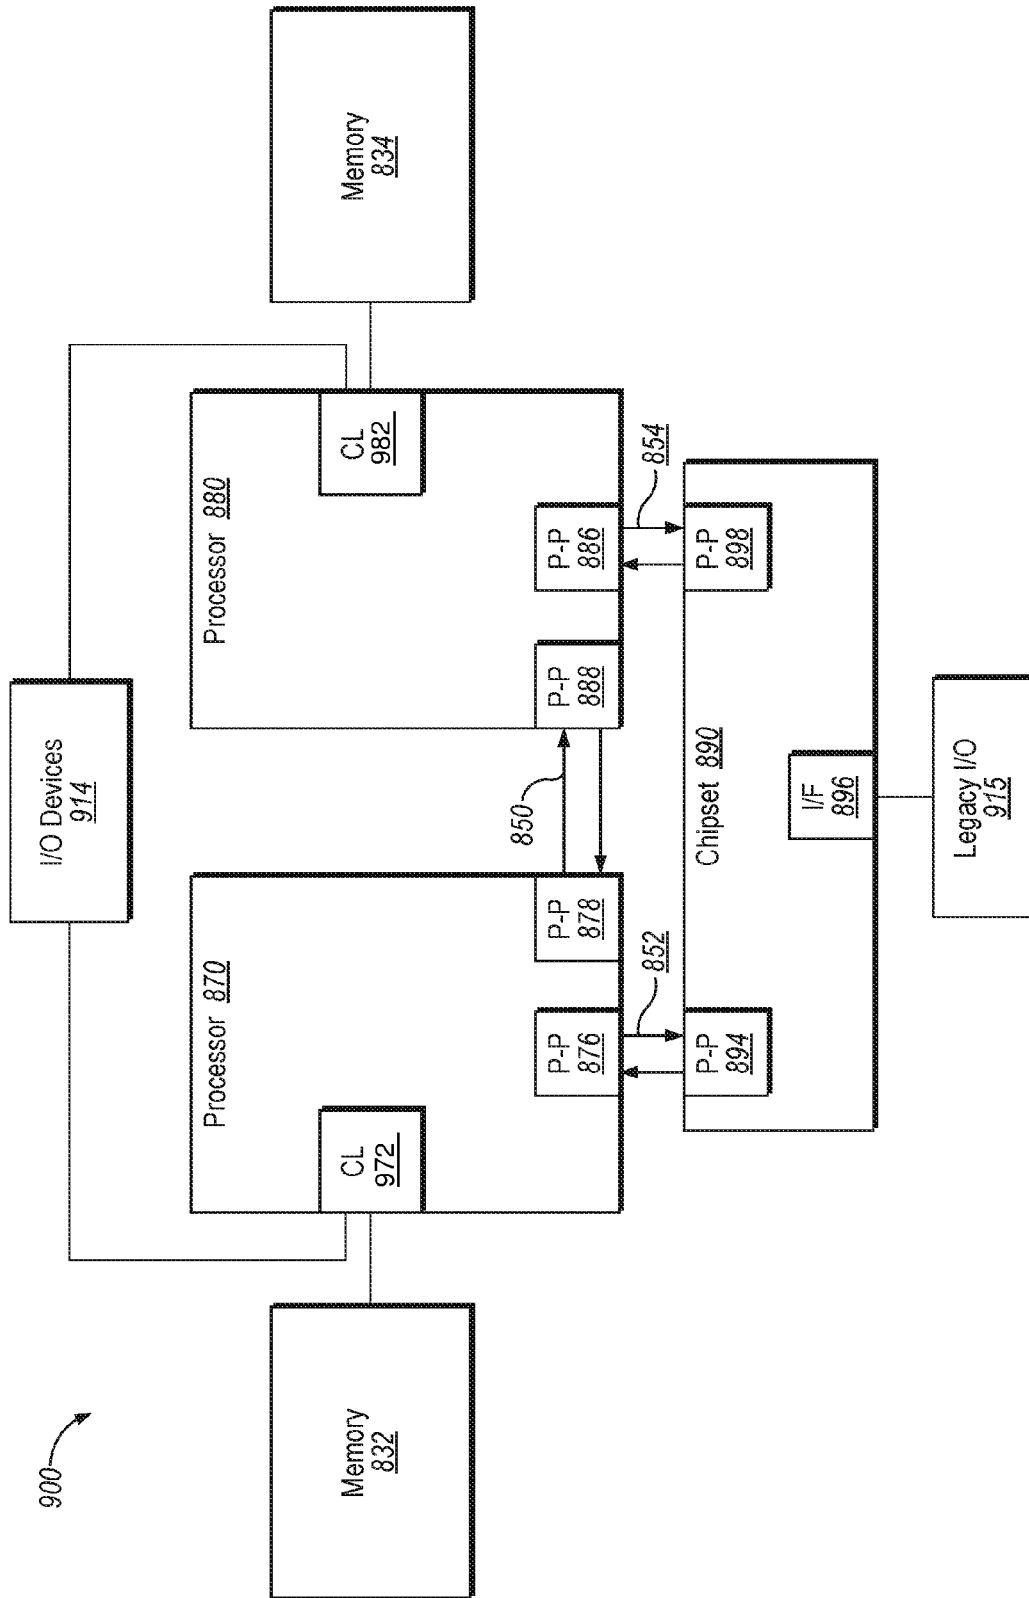 900
I/O Devices
914
Memory
832
Processor 870
CL
972
P-P
876
P-P
878
850
Processor 880
CL
982
P-P
888
P-P
886
Memory
834
852
854
Chipset 890
P-P
894
P-P
898
I/F
896
Legacy I/O
915